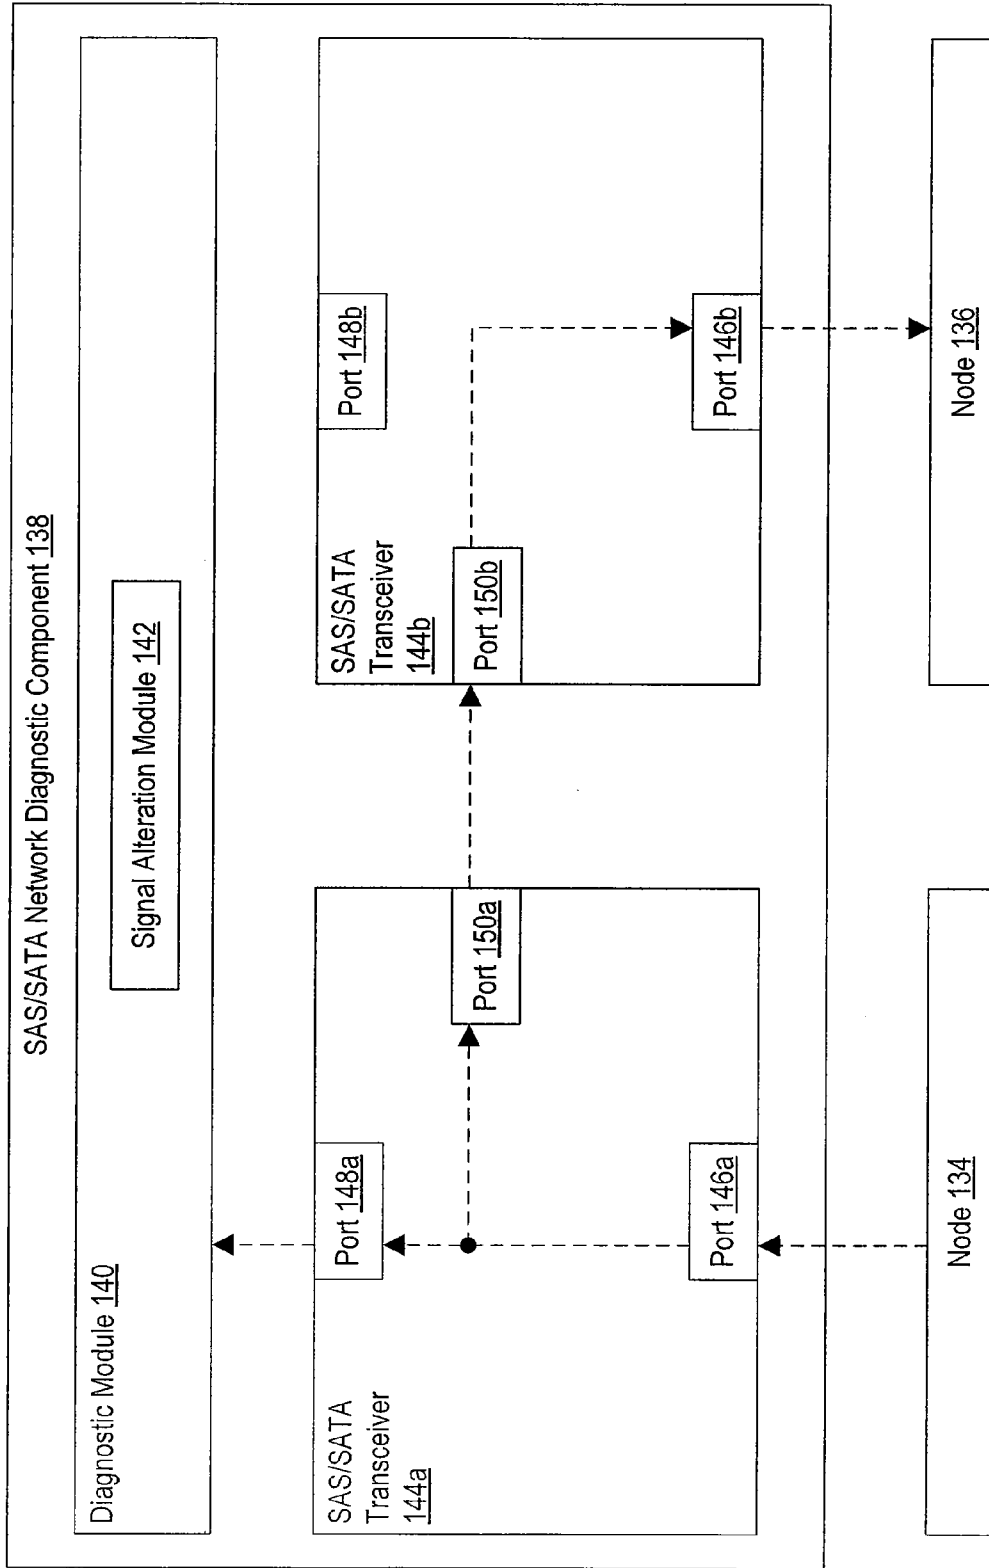 SAS/SATA Network Diagnostic Component 138
Diagnostic Module 140
Signal Alteration Module 142
SAS/SATA
Transceiver
144a
Port 148a
Port 150a
Port 146a
SAS/SATA
Transceiver
144b
Port 148b
Port 150b
Port 146b
Node 134
Node 136